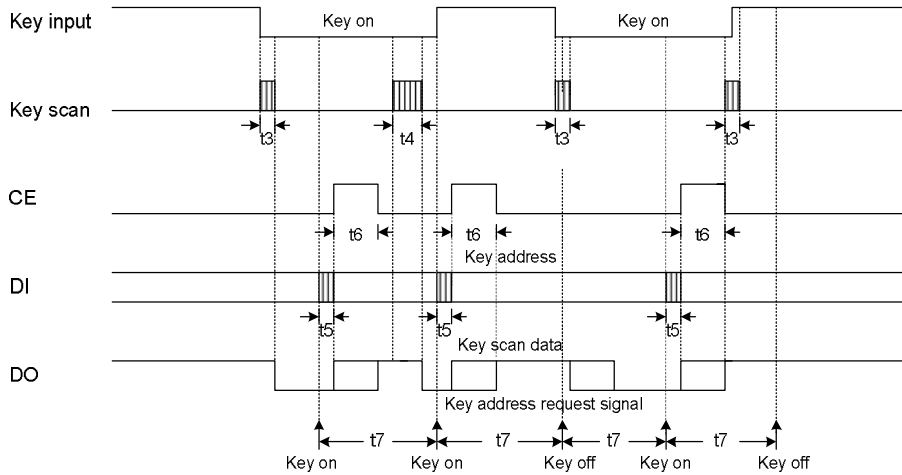 Key input
Key on
Key on
Key scan
t3
t4
t3
t3
CE
t6
t6
t6
Key address
DI
t5
t5
t5
Key scan data
DO
Key address request signal
t7
t7
t7
t7
Key on
Key on
Key off
Key on
Key off